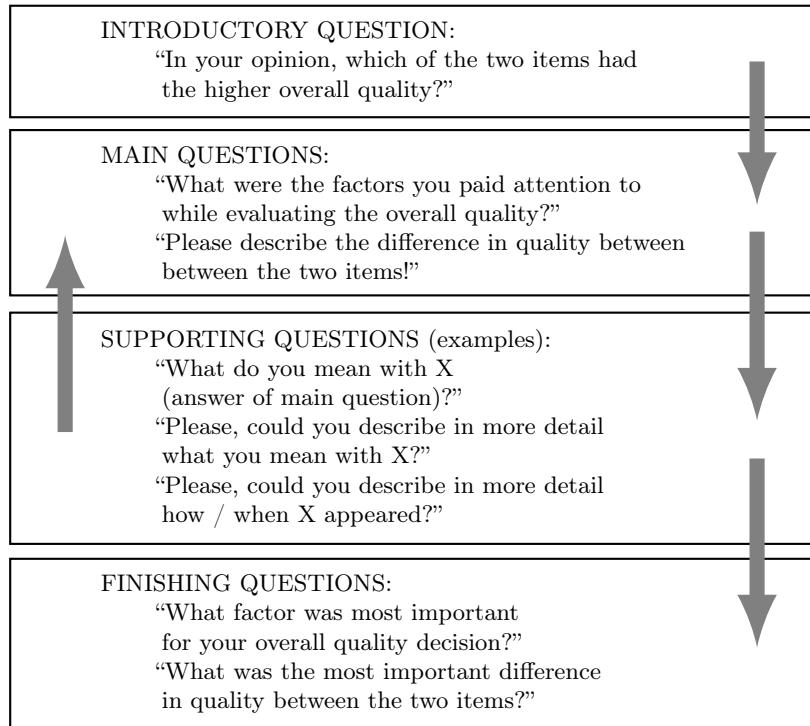 INTRODUCTORY QUESTION:
“In your opinion, which of the two items had
the higher overall quality?”
MAIN QUESTIONS:
“What were the factors you paid attention to
while evaluating the overall quality?”
“Please describe the difference in quality between
between the two items!”
SUPPORTING QUESTIONS (examples):
“What do you mean with X
(answer of main question)?”
“Please, could you describe in more detail
what you mean with X?”
“Please, could you describe in more detail
how / when X appeared?”
FINISHING QUESTIONS:
“What factor was most important
for your overall quality decision?”
“What was the most important difference
in quality between the two items?”